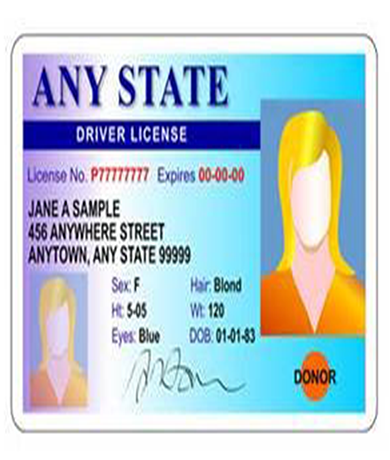 ANY STATE
DRIVER LICENSE
License No. P77777777 Expires 00-00-00
JANE A SAMPLE
456 ANYWHERE STREET
ANYTOWN, ANY STATE 99999
Sex: F Hair: Blond
Ht: 5-05 Wt: 120
Eyes: Blue DOB: 01-01-83
DONOR